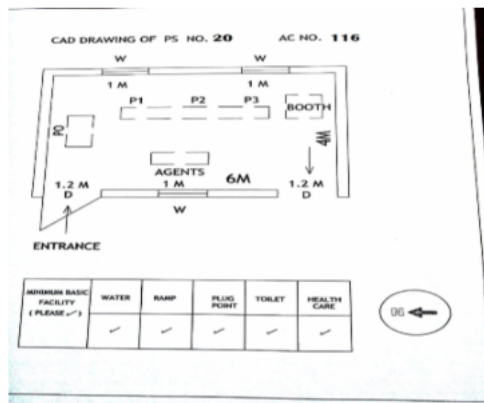 CAD DRAWING OF PS NO. 20 AC NO. 116
W W
1 M 1 M
P1 P2 P3
BOOTH
PO
4M
AGENTS
1.2 M 1 M 6M 1.2 M
D D
W
ENTRANCE
MINIMUM BASIC FACILITY ( PLEASE ✓ )
WATER
RAMP
PLUG POINT
TOILET
HEALTH CARE
✓ ✓ ✓ ✓ ✓